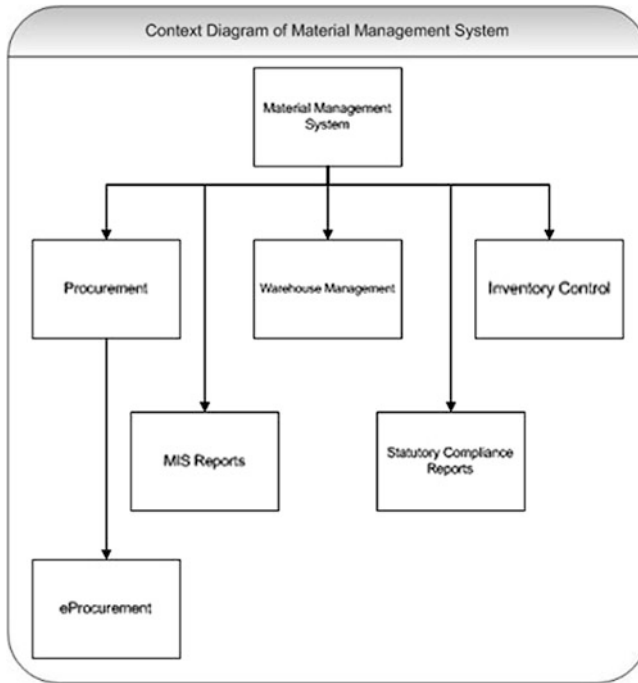 Context Diagram of Material Management System
Material Management
System
Procurement
Warehouse Management
Inventory Control
MIS Reports
Statutory Compliance
Reports
eProcurement